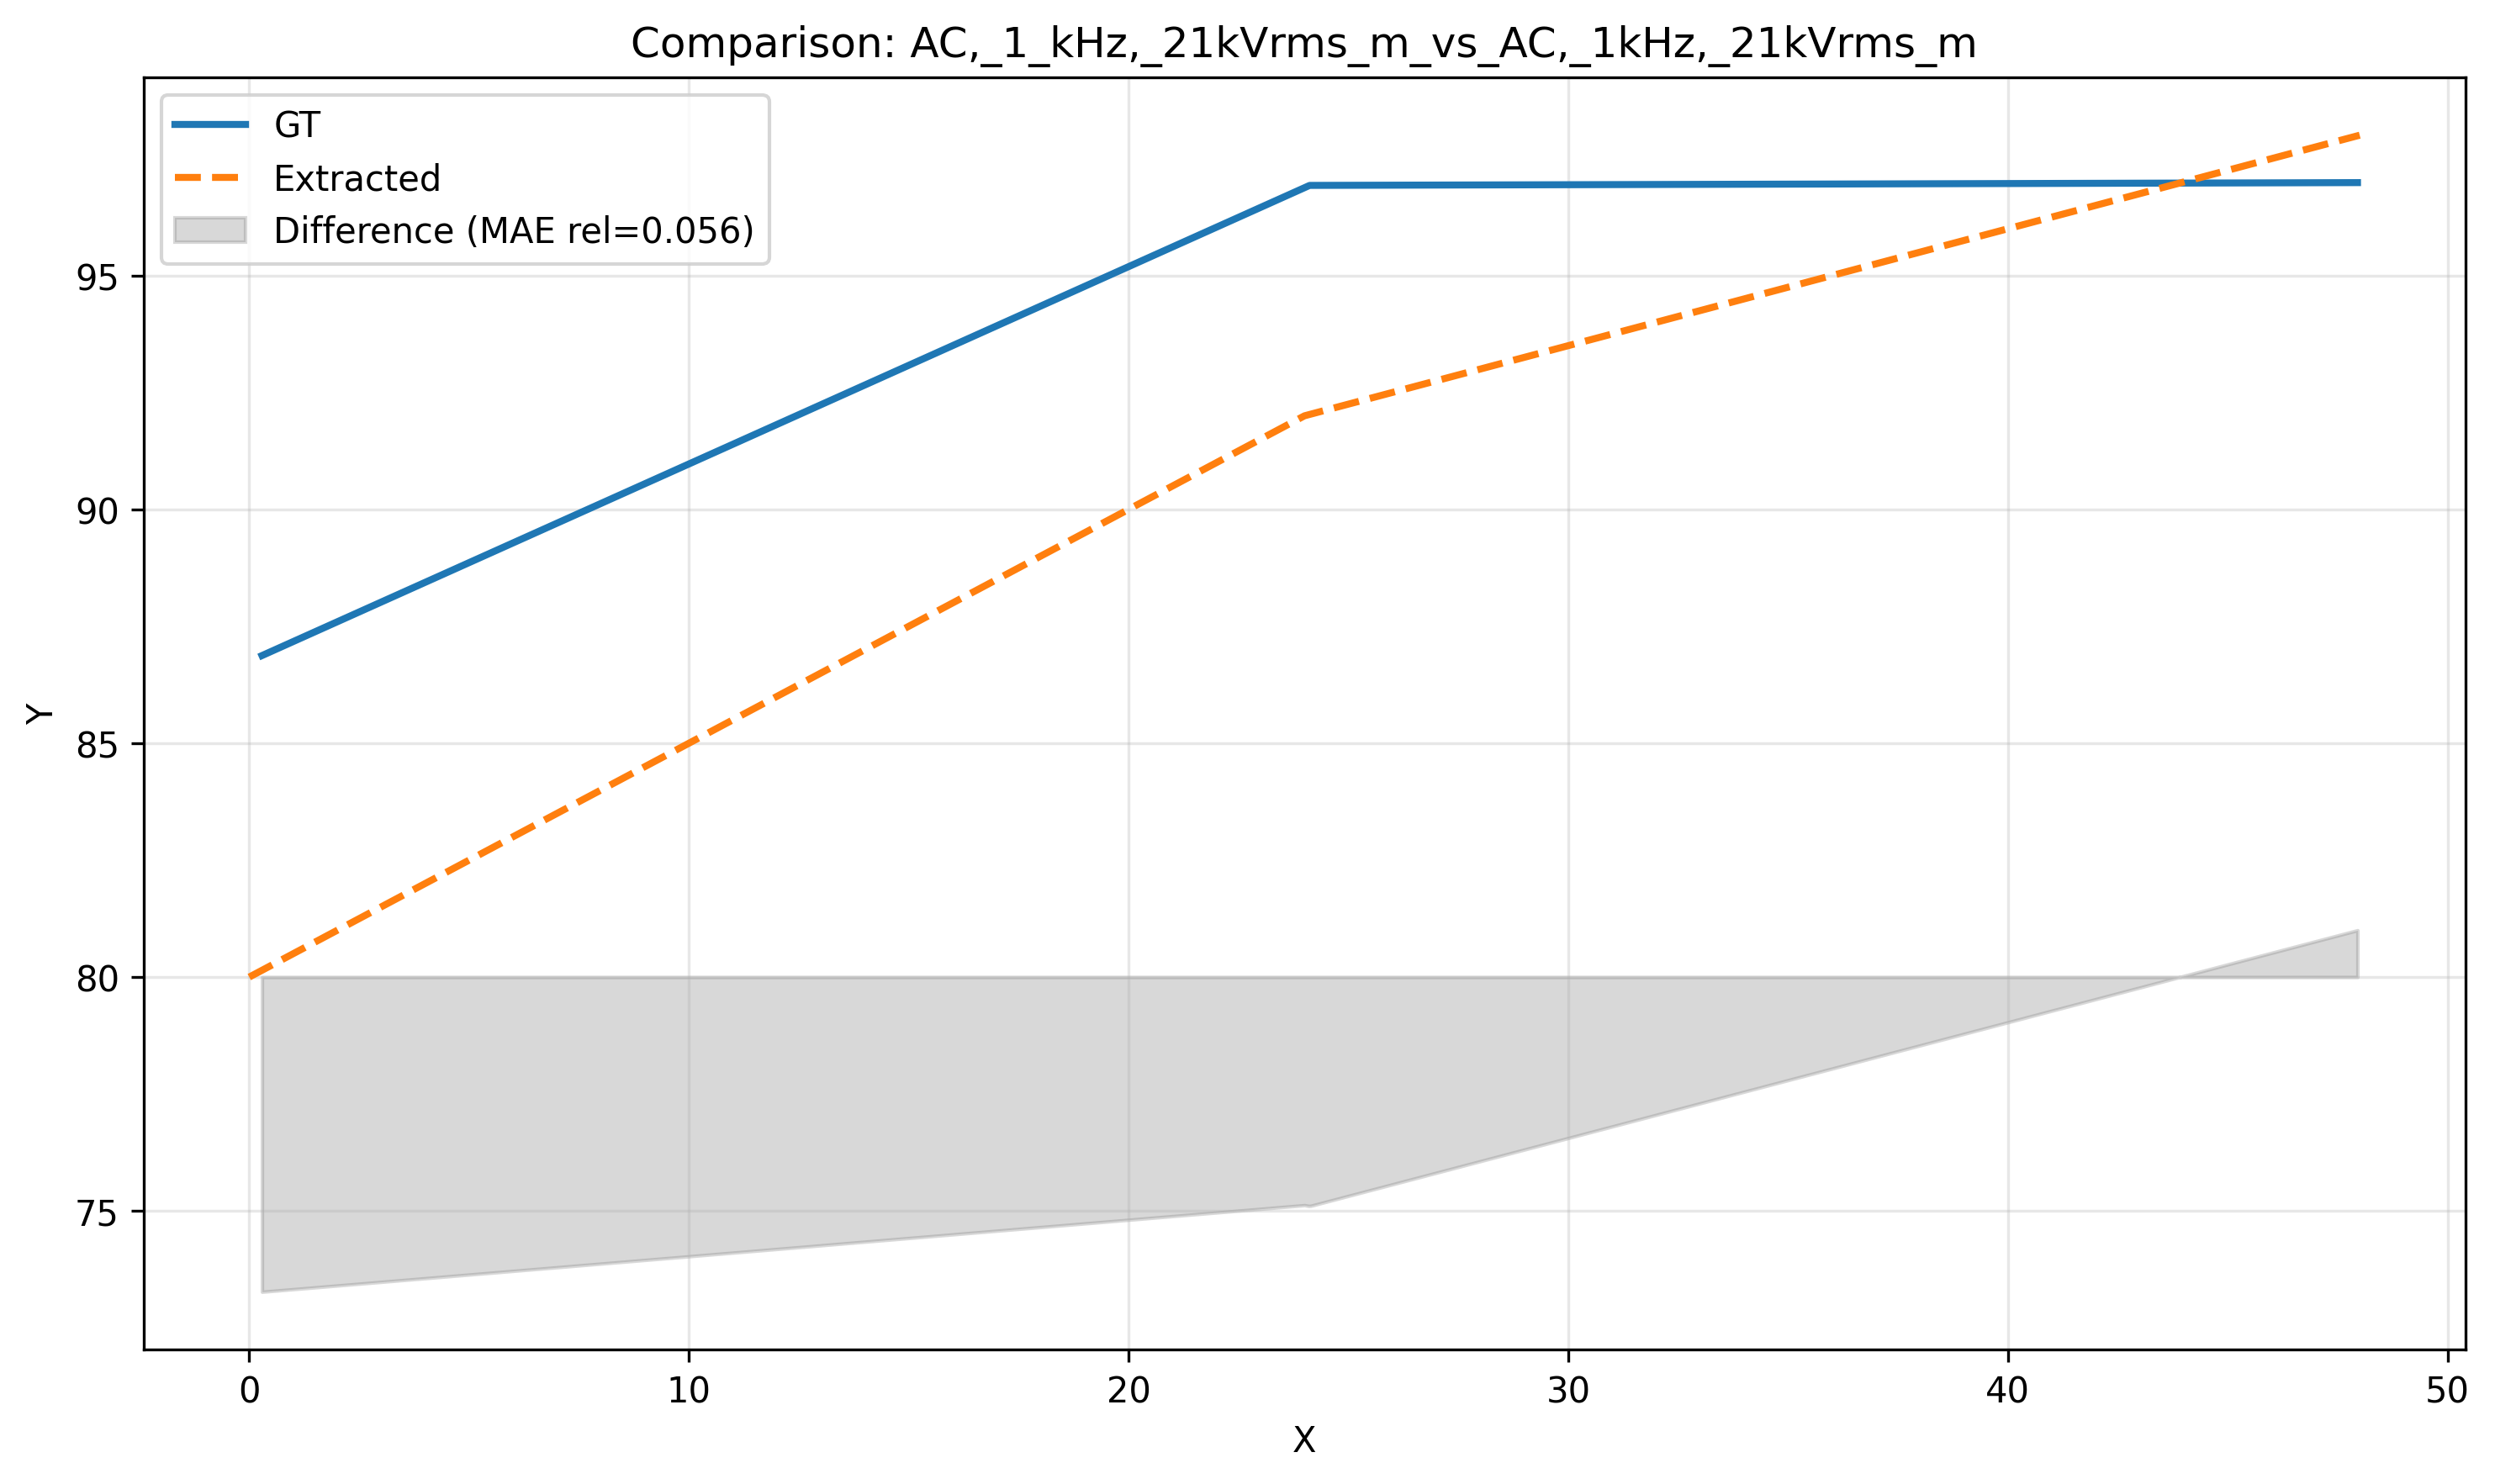 Comparison: AC,_1_kHz,_21kVrms_m_vs_AC,_1kHz,_21kVrms_m
GT
Extracted
Difference (MAE rel=0.056)
Y
95
90
85
80
75
0 10 20 30 40 50
X